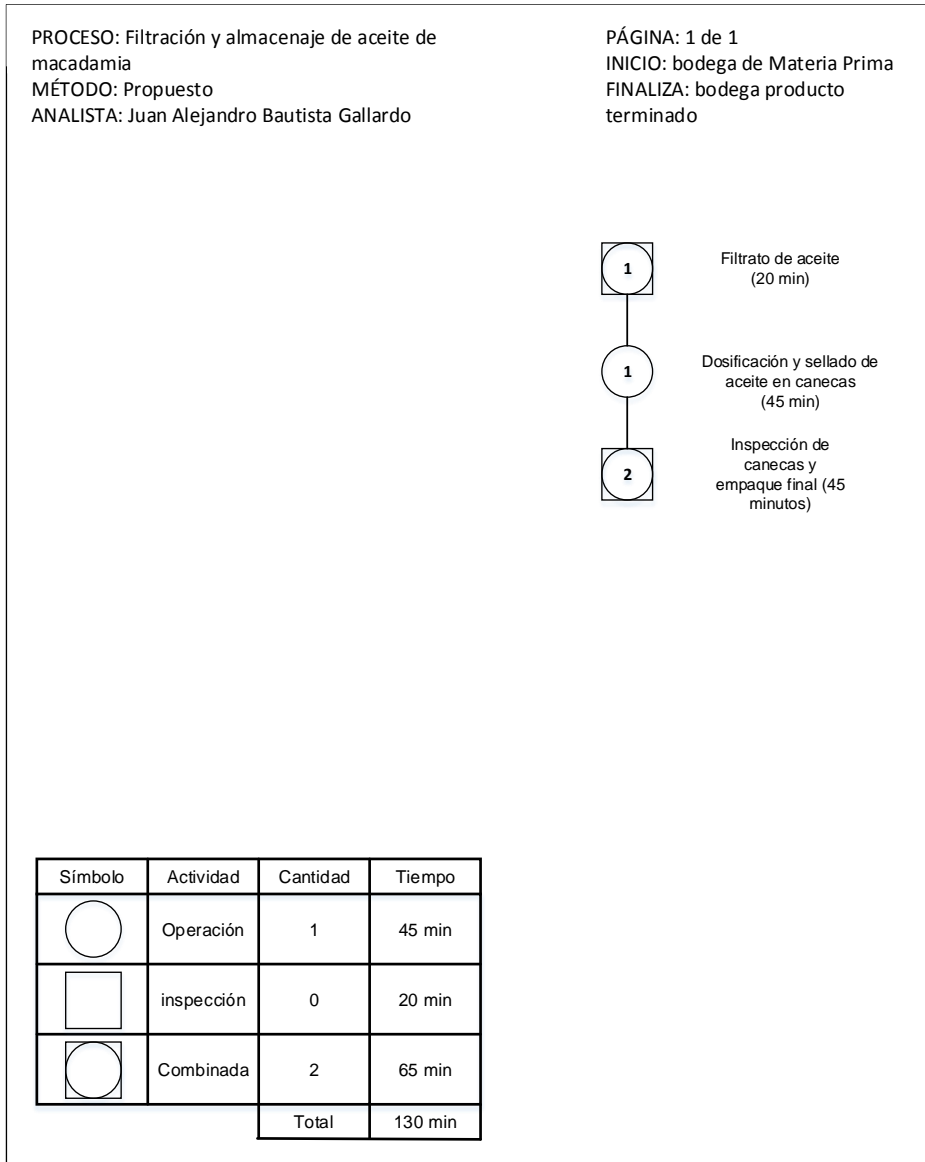 PROCESO: Filtración y almacenaje de aceite de
macadamia
MÉTODO: Propuesto
ANALISTA: Juan Alejandro Bautista Gallardo
PÁGINA: 1 de 1
INICIO: bodega de Materia Prima
FINALIZA: bodega producto
terminado
1
Filtrato de aceite
(20 min)
1
Dosificación y sellado de
aceite en canecas
(45 min)
2
Inspección de
canecas y
empaque final (45
minutos)
Símbolo Actividad Cantidad Tiempo
Operación 1 45 min
inspección 0 20 min
Combinada 2 65 min
Total 130 min